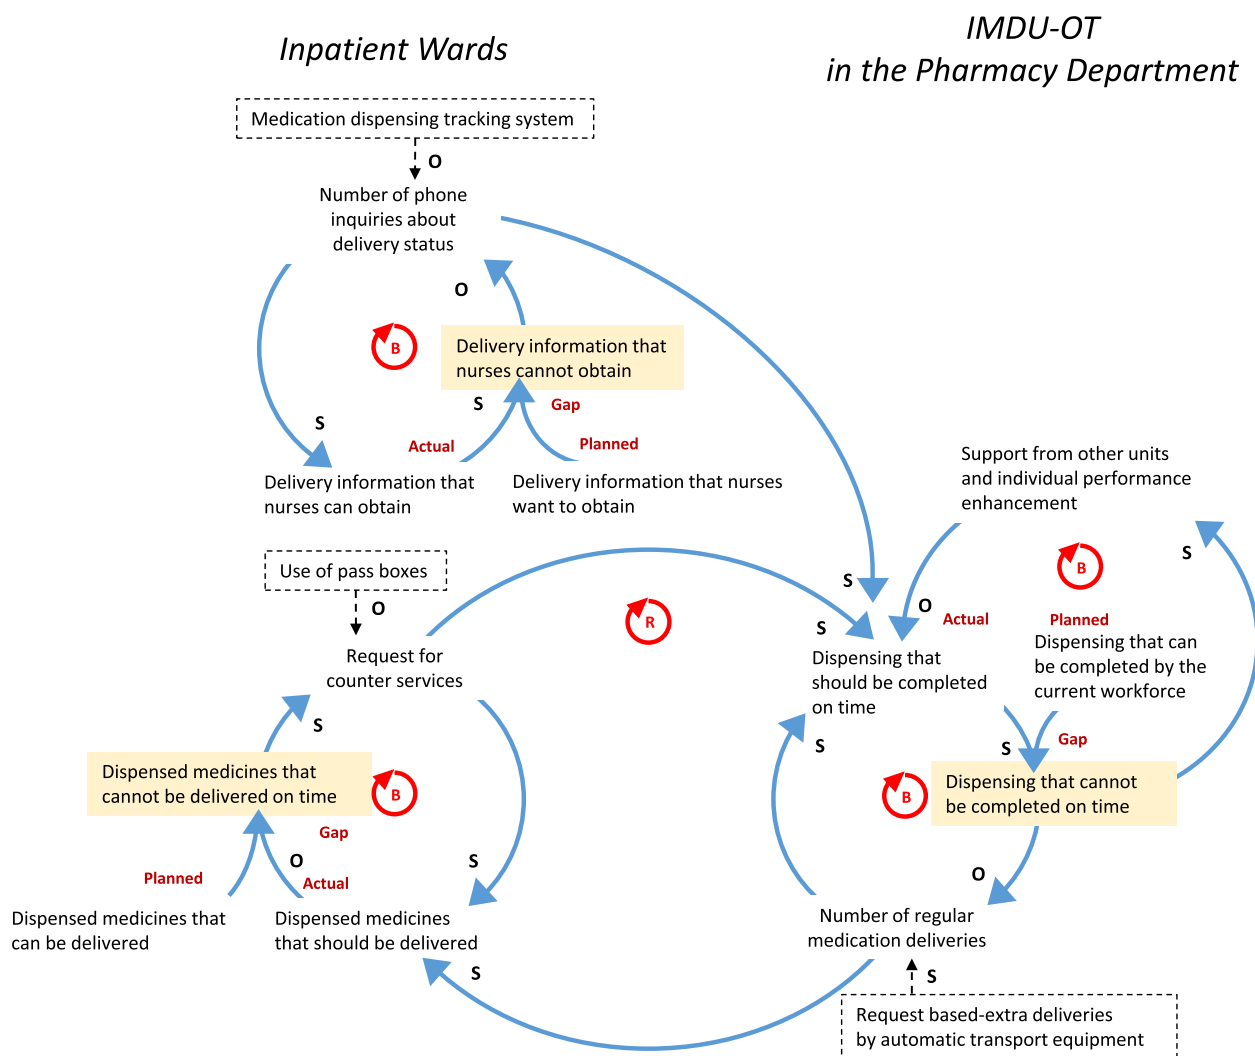 Inpatient Wards
IMDU-OT
in the Pharmacy Department
Medication dispensing tracking system
O
Number of phone
inquiries about
delivery status
O
B
Delivery information that
nurses cannot obtain
S
S
Gap
Actual
Planned
Delivery information that
nurses can obtain
Delivery information that nurses
want to obtain
Support from other units
and individual performance
enhancement
S
B
Use of pass boxes
O
S
O
Actual
Planned
R
S
Request for
counter services
Dispensing that
should be completed
on time
Dispensing that can
be completed by the
current workforce
S
S
S
Gap
Dispensed medicines that
cannot be delivered on time
B
B
Dispensing that cannot
be completed on time
Gap
O
S
Planned
Actual
O
Dispensed medicines that
can be delivered
Dispensed medicines
that should be delivered
Number of regular
medication deliveries
S
S
Request based-extra deliveries
by automatic transport equipment